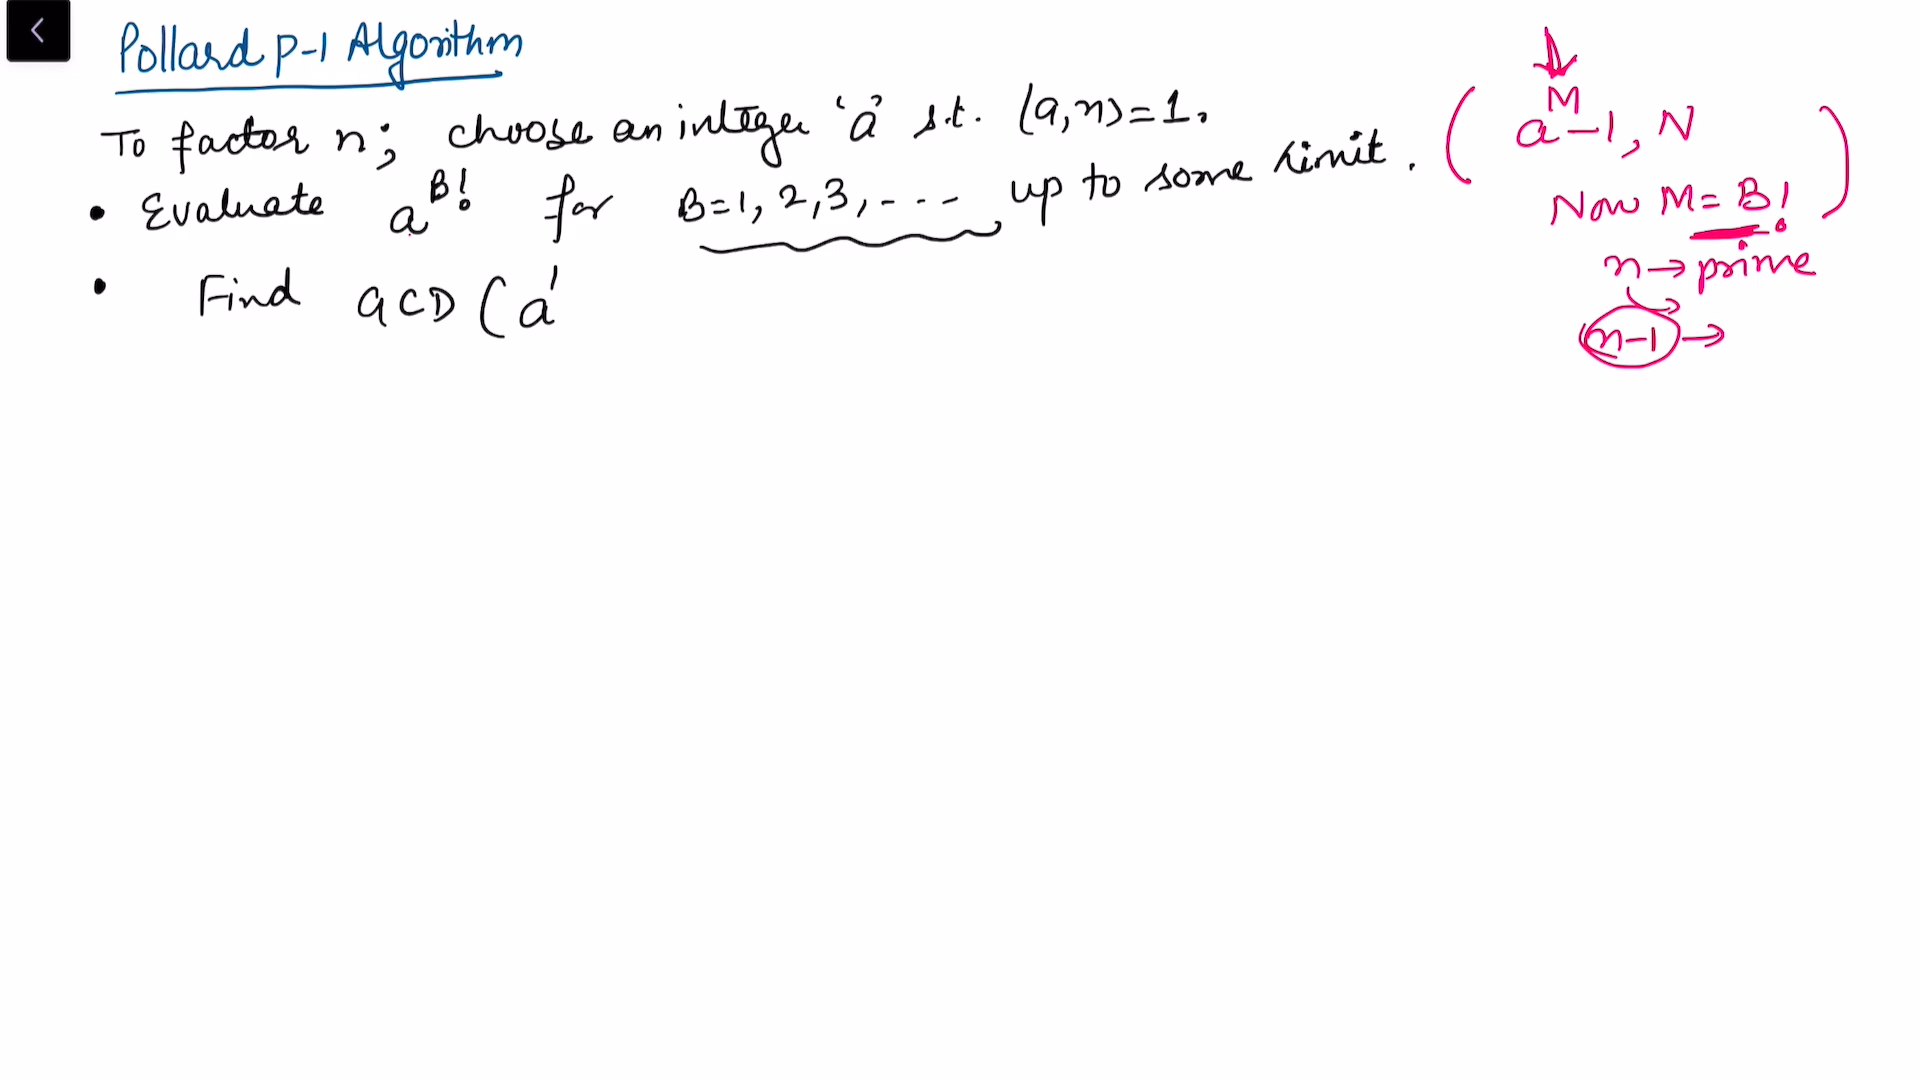 Pollard p-1 Algorithm
To factor n; choose an integer 'a' s.t. (a,n)=1.
• Evaluate a^B! for B=1, 2,3, - - - up to some limit.
• Find GCD (a'
(a^M-1, N
Now M= B!)
n→prime
n-1→